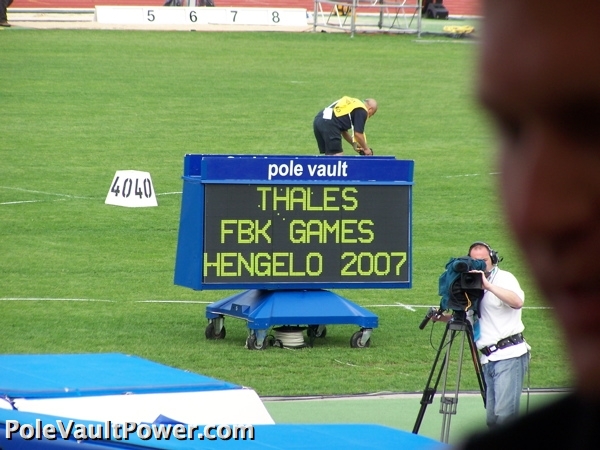 5 6 7 8
4040
pole vault
THALES
FBK GAMES
HENGELO 2007
PoleVaultPower.com